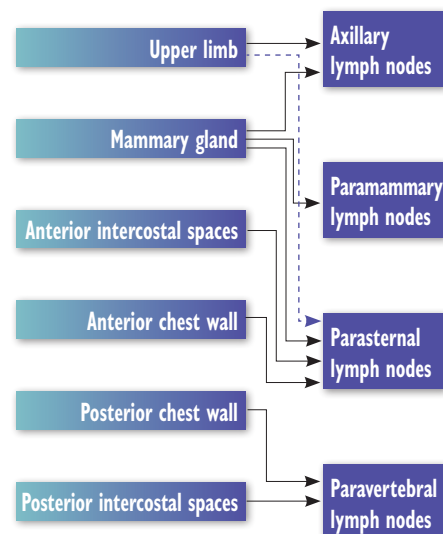 Upper limb
Mammary gland
Anterior intercostal spaces
Anterior chest wall
Posterior chest wall
Posterior intercostal spaces
Axillary
lymph nodes
Paramammary
lymph nodes
Parasternal
lymph nodes
Paravertebral
lymph nodes